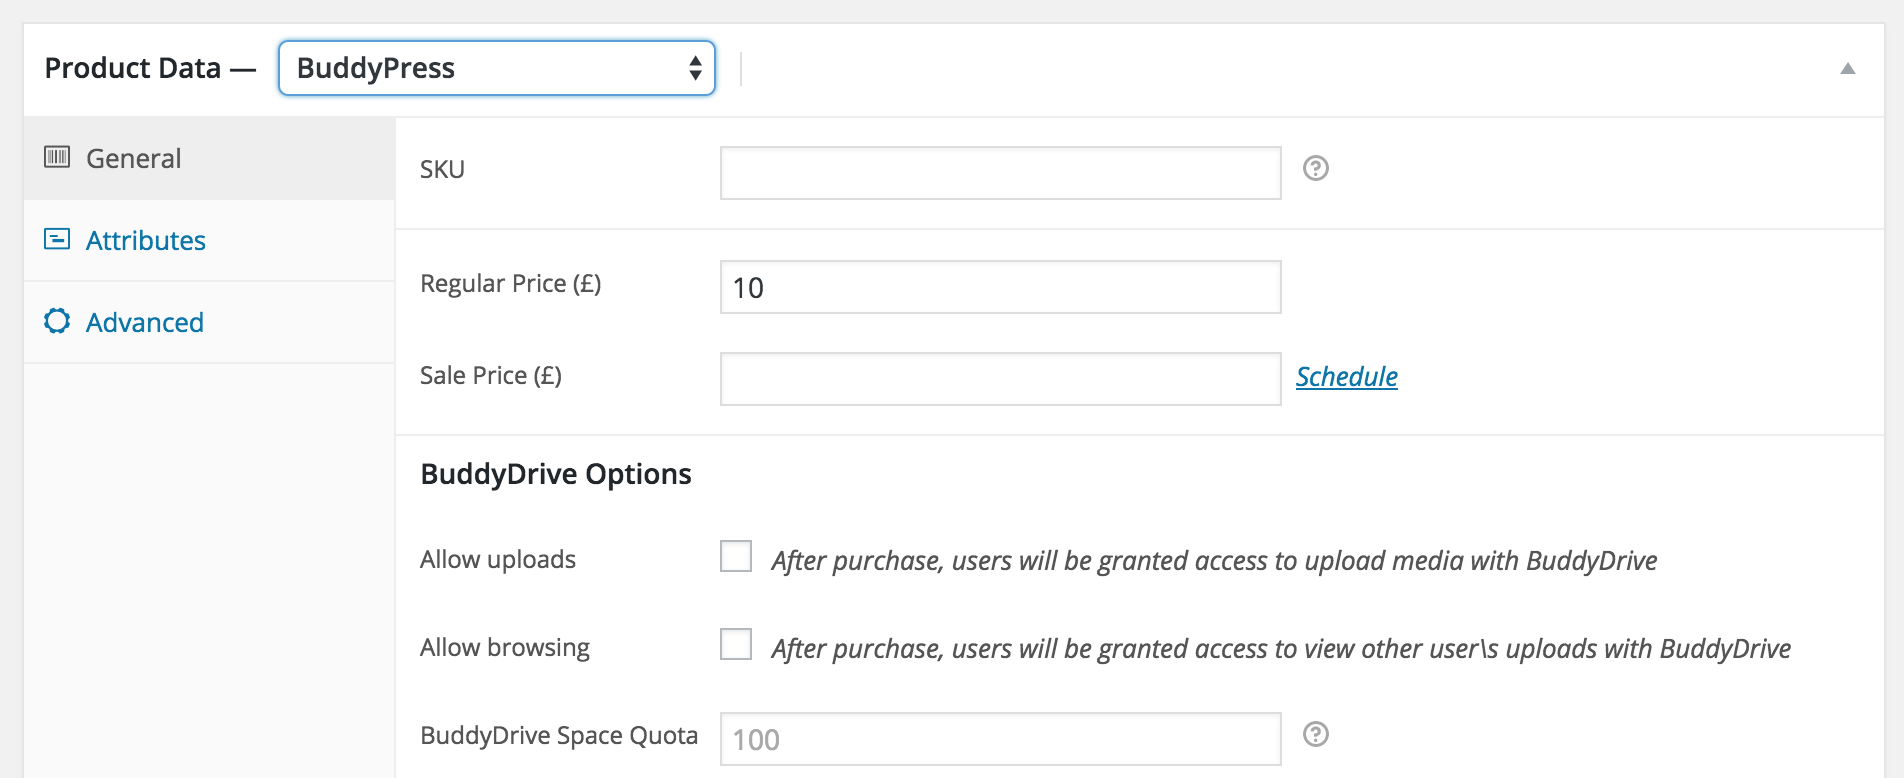 Product Data — BuddyPress
General
Attributes
Advanced
SKU
Regular Price (£) 10
Sale Price (£) Schedule
BuddyDrive Options
Allow uploads After purchase, users will be granted access to upload media with BuddyDrive
Allow browsing After purchase, users will be granted access to view other user\s uploads with BuddyDrive
BuddyDrive Space Quota 100